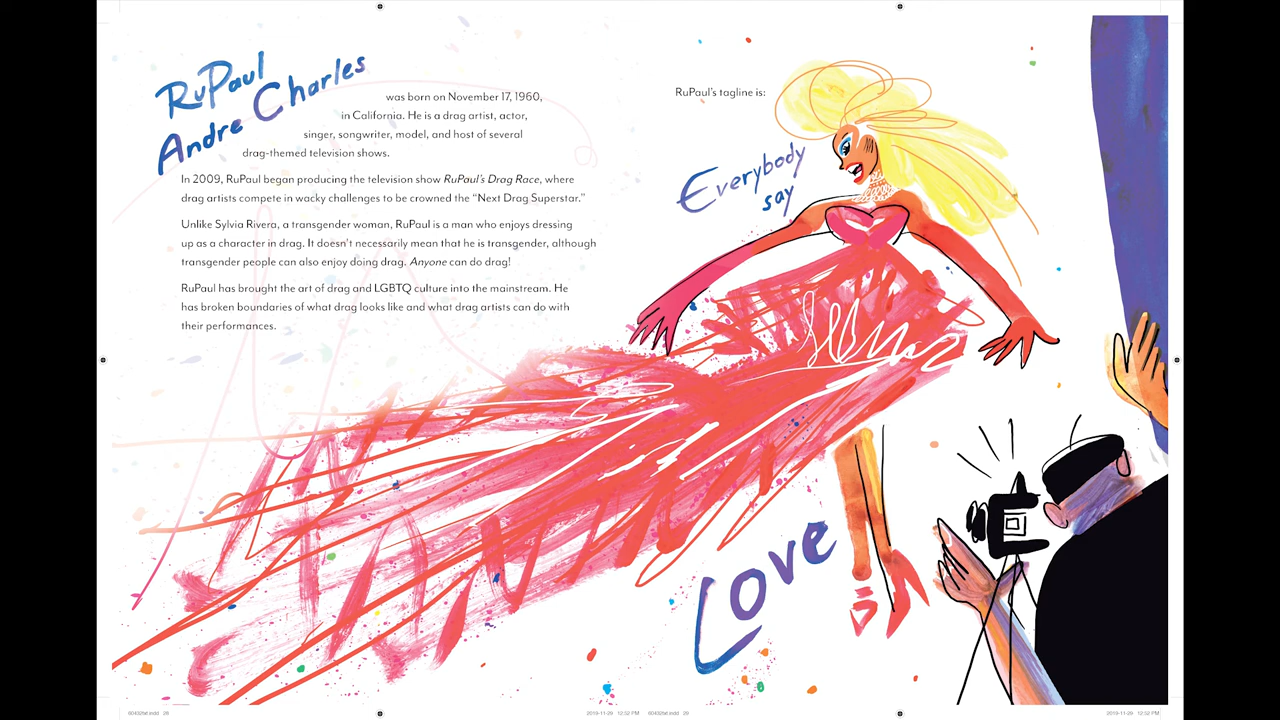 RuPaul
Andre Charles
was born on November 17, 1960,
in California. He is a drag artist, actor,
singer, songwriter, model, and host of several
drag-themed television shows.
In 2009, RuPaul began producing the television show RuPaul's Drag Race, where
drag artists compete in wacky challenges to be crowned the “Next Drag Superstar.”
Unlike Sylvia Rivera, a transgender woman, RuPaul is a man who enjoys dressing
up as a character in drag. It doesn't necessarily mean that he is transgender, although
transgender people can also enjoy doing drag. Anyone can do drag!
RuPaul has brought the art of drag and LGBTQ culture into the mainstream. He
has broken boundaries of what drag looks like and what drag artists can do with
their performances.
RuPaul's tagline is:
Everybody
say
Love
60432txt.indd 28
2019-11-29 12:52 PM
60432txt.indd 29
2019-11-29 12:52 PM